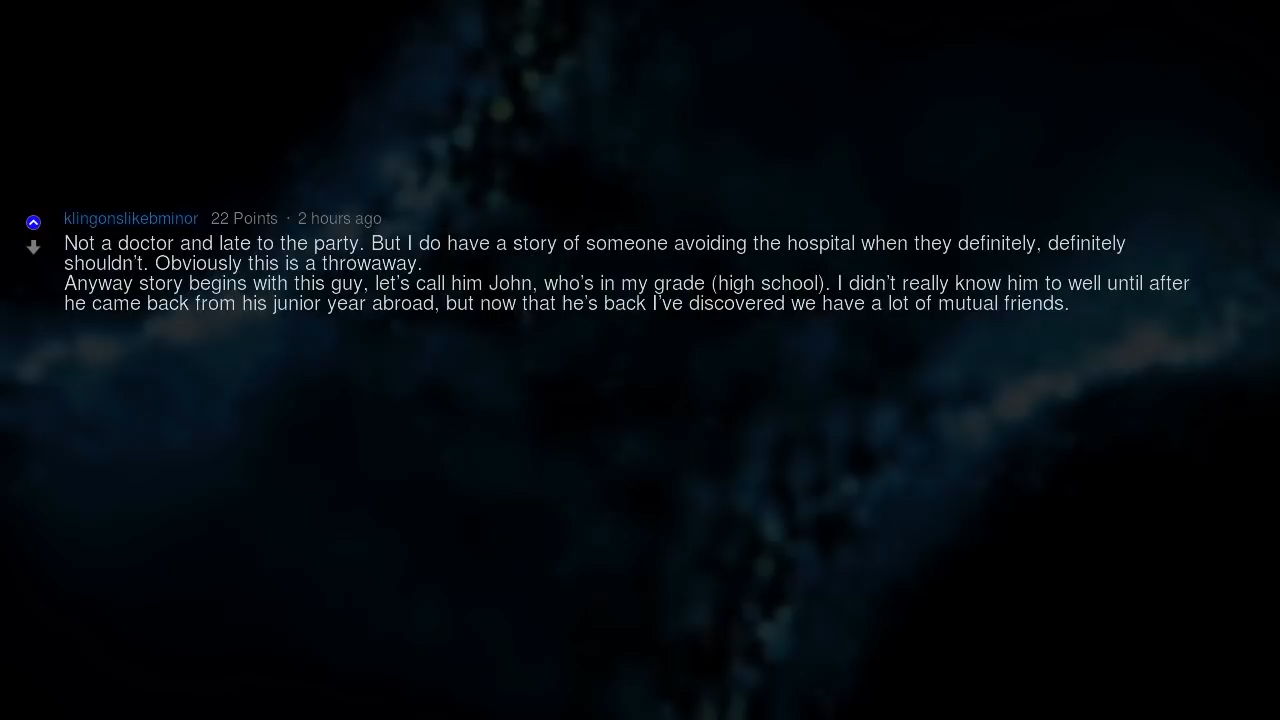 klingonslikebminor 22 Points · 2 hours ago
Not a doctor and late to the party. But I do have a story of someone avoiding the hospital when they definitely, definitely
shouldn't. Obviously this is a throwaway.
Anyway story begins with this guy, let's call him John, who's in my grade (high school). I didn't really know him to well until after
he came back from his junior year abroad, but now that he's back I've discovered we have a lot of mutual friends.